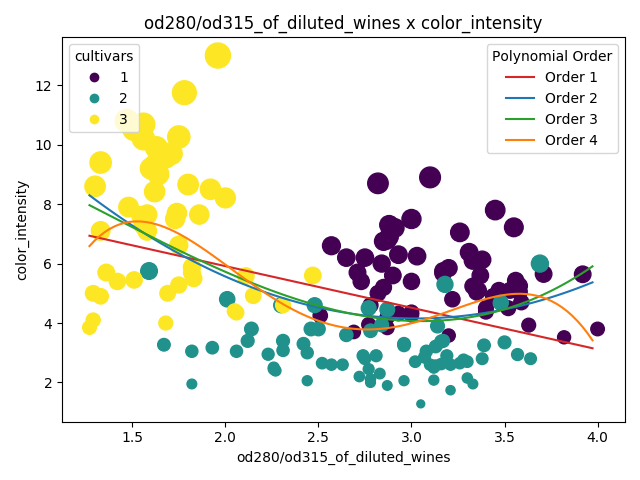 od280/od315_of_diluted_wines x color_intensity
cultivars
1
2
3
Polynomial Order
Order 1
Order 2
Order 3
Order 4
color_intensity
12
10
8
6
4
2
1.5
2.0
2.5
3.0
3.5
4.0
od280/od315_of_diluted_wines